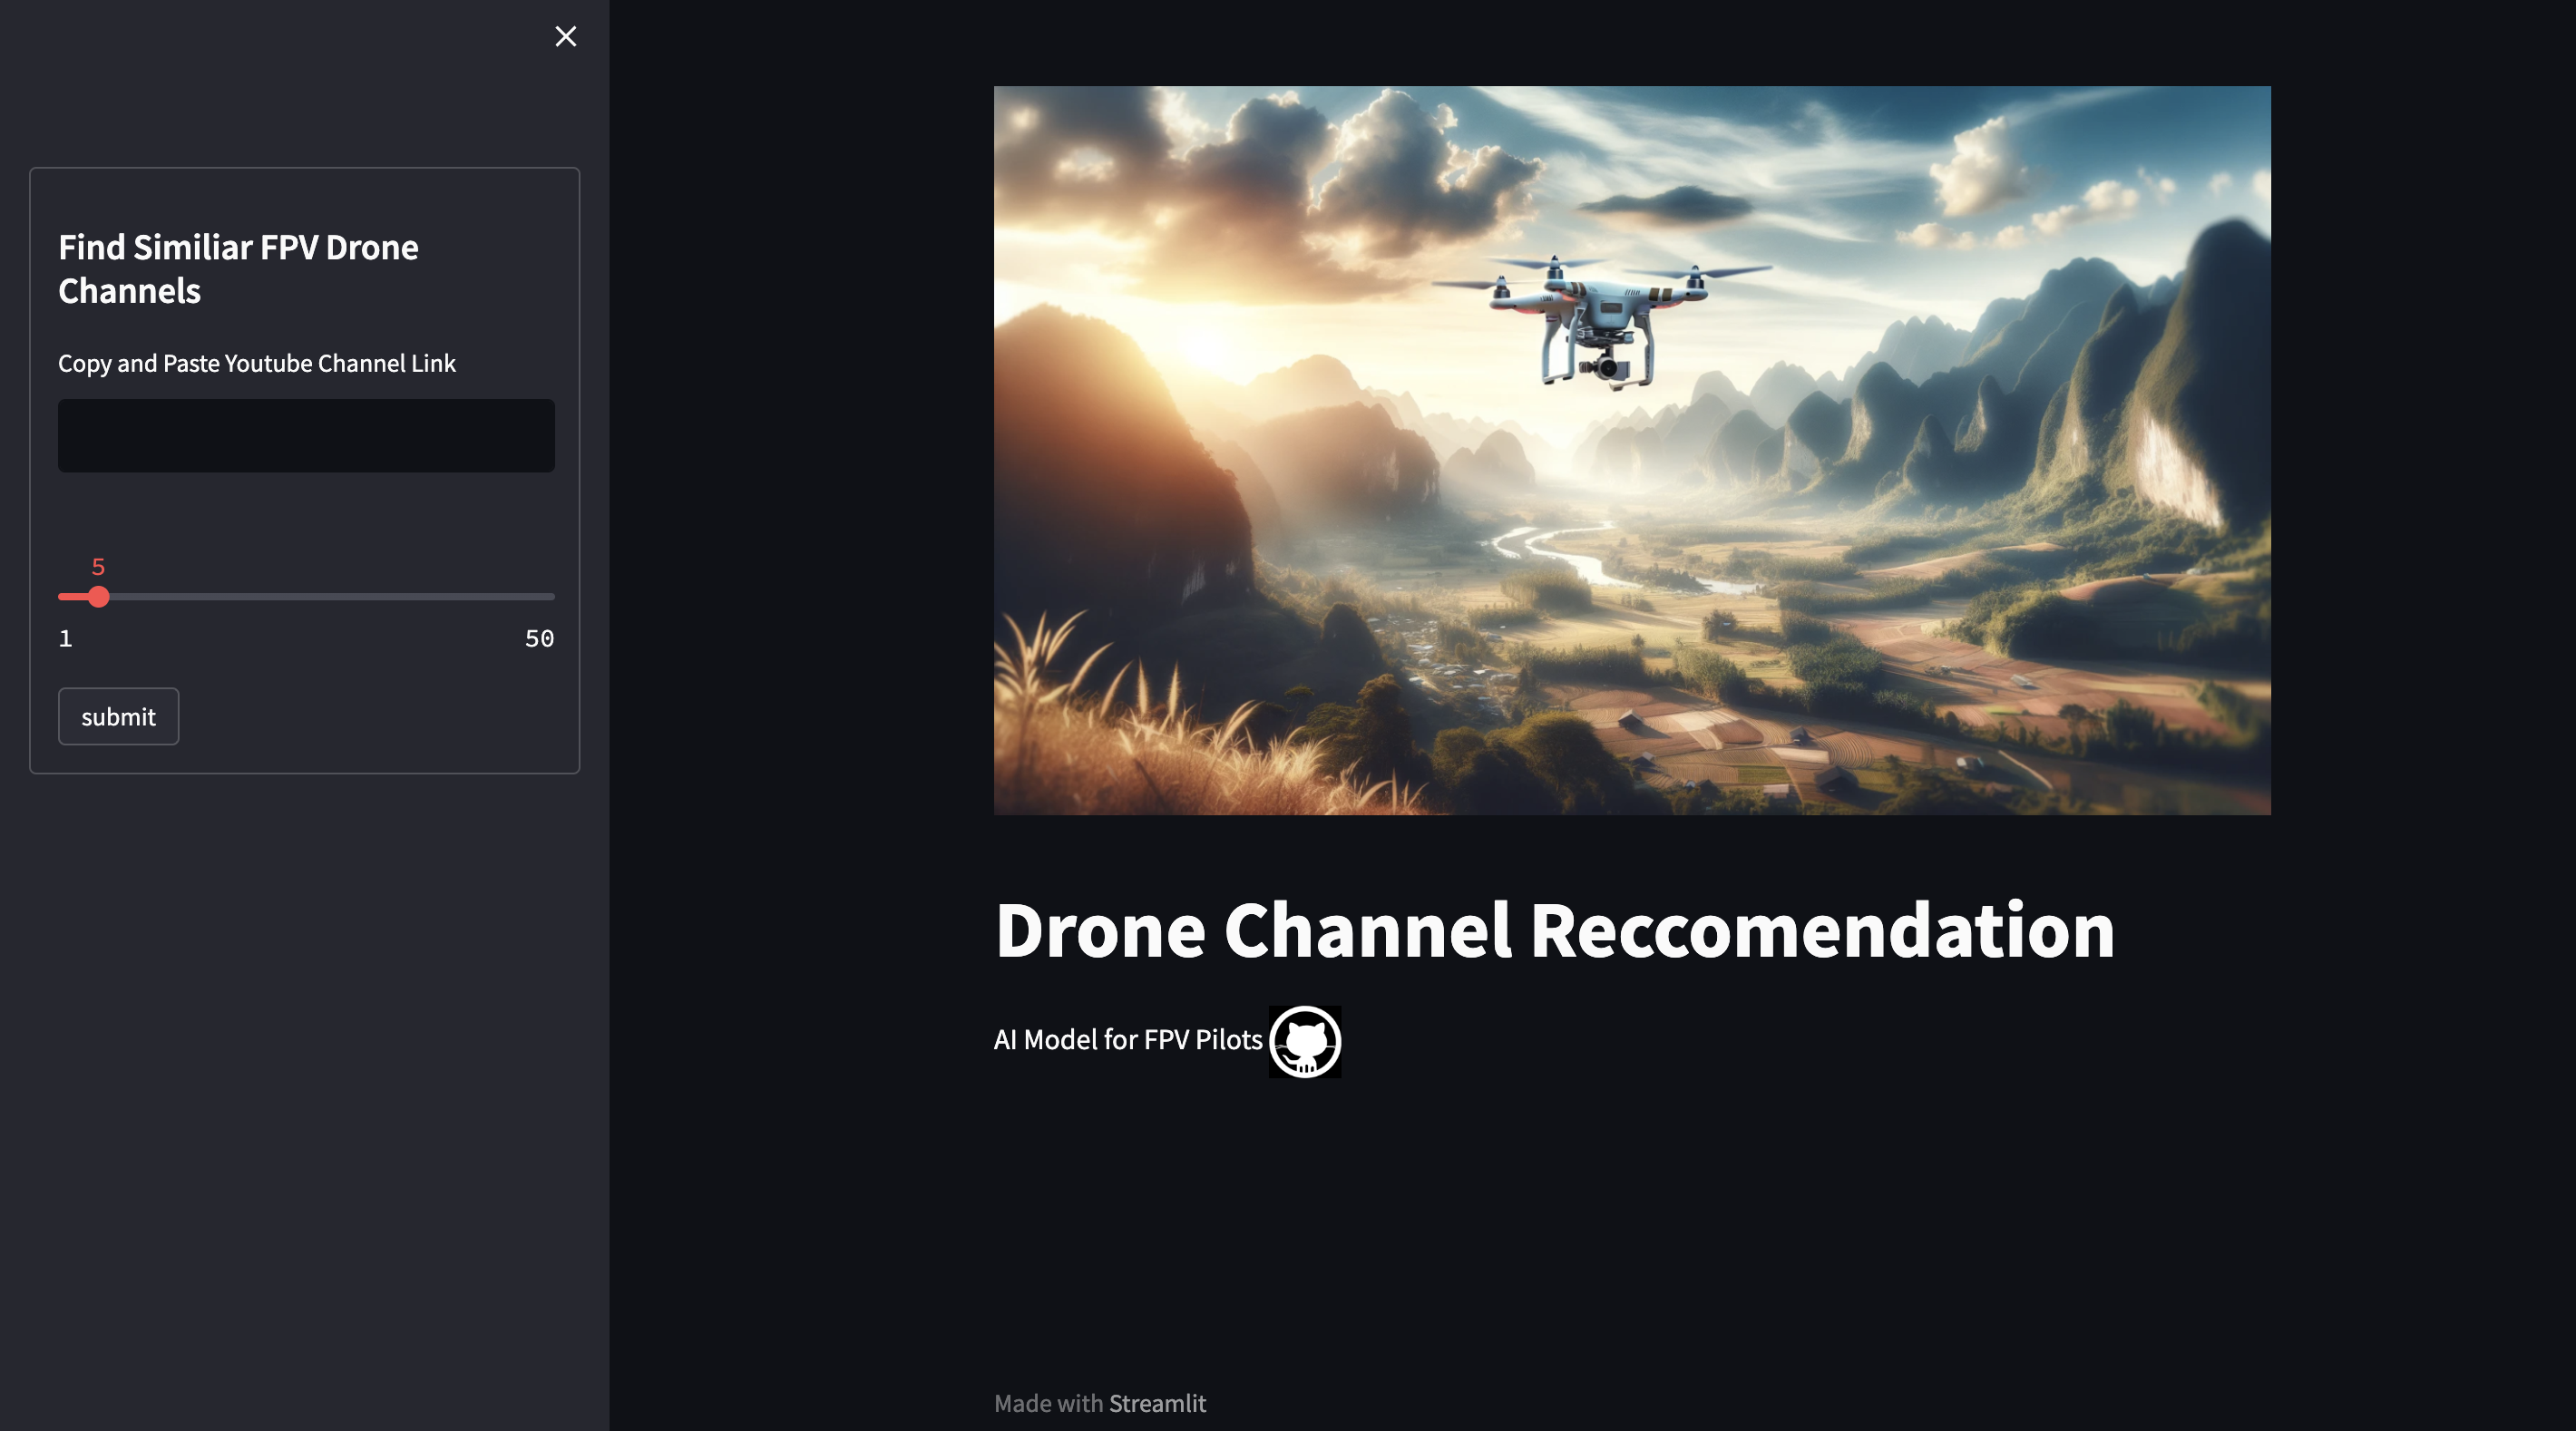 Find Similiar FPV Drone
Channels
Copy and Paste Youtube Channel Link
5
1 50
submit
Drone Channel Reccomendation
AI Model for FPV Pilots
Made with Streamlit